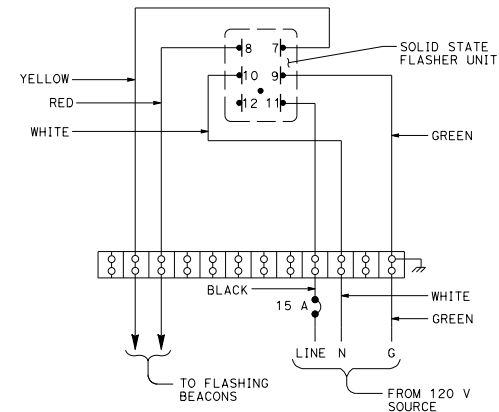 8 7
10 9
12 11
SOLID STATE
FLASHER UNIT
YELLOW
RED
WHITE
GREEN
BLACK
15 A
WHITE
GREEN
LINE N G
TO FLASHING
BEACONS
FROM 120 V
SOURCE